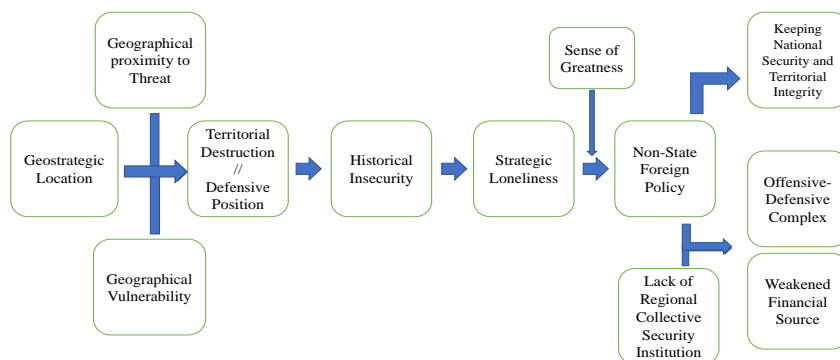 Geographical
proximity to
Threat
Sense of
Greatness
Keeping
National
Security and
Territorial
Integrity
Geostrategic
Location
Territorial
Destruction
//
Defensive
Position
Historical
Insecurity
Strategic
Loneliness
Non-State
Foreign
Policy
Offensive-
Defensive
Complex
Geographical
Vulnerability
Lack of
Regional
Collective
Security
Institution
Weakened
Financial
Source